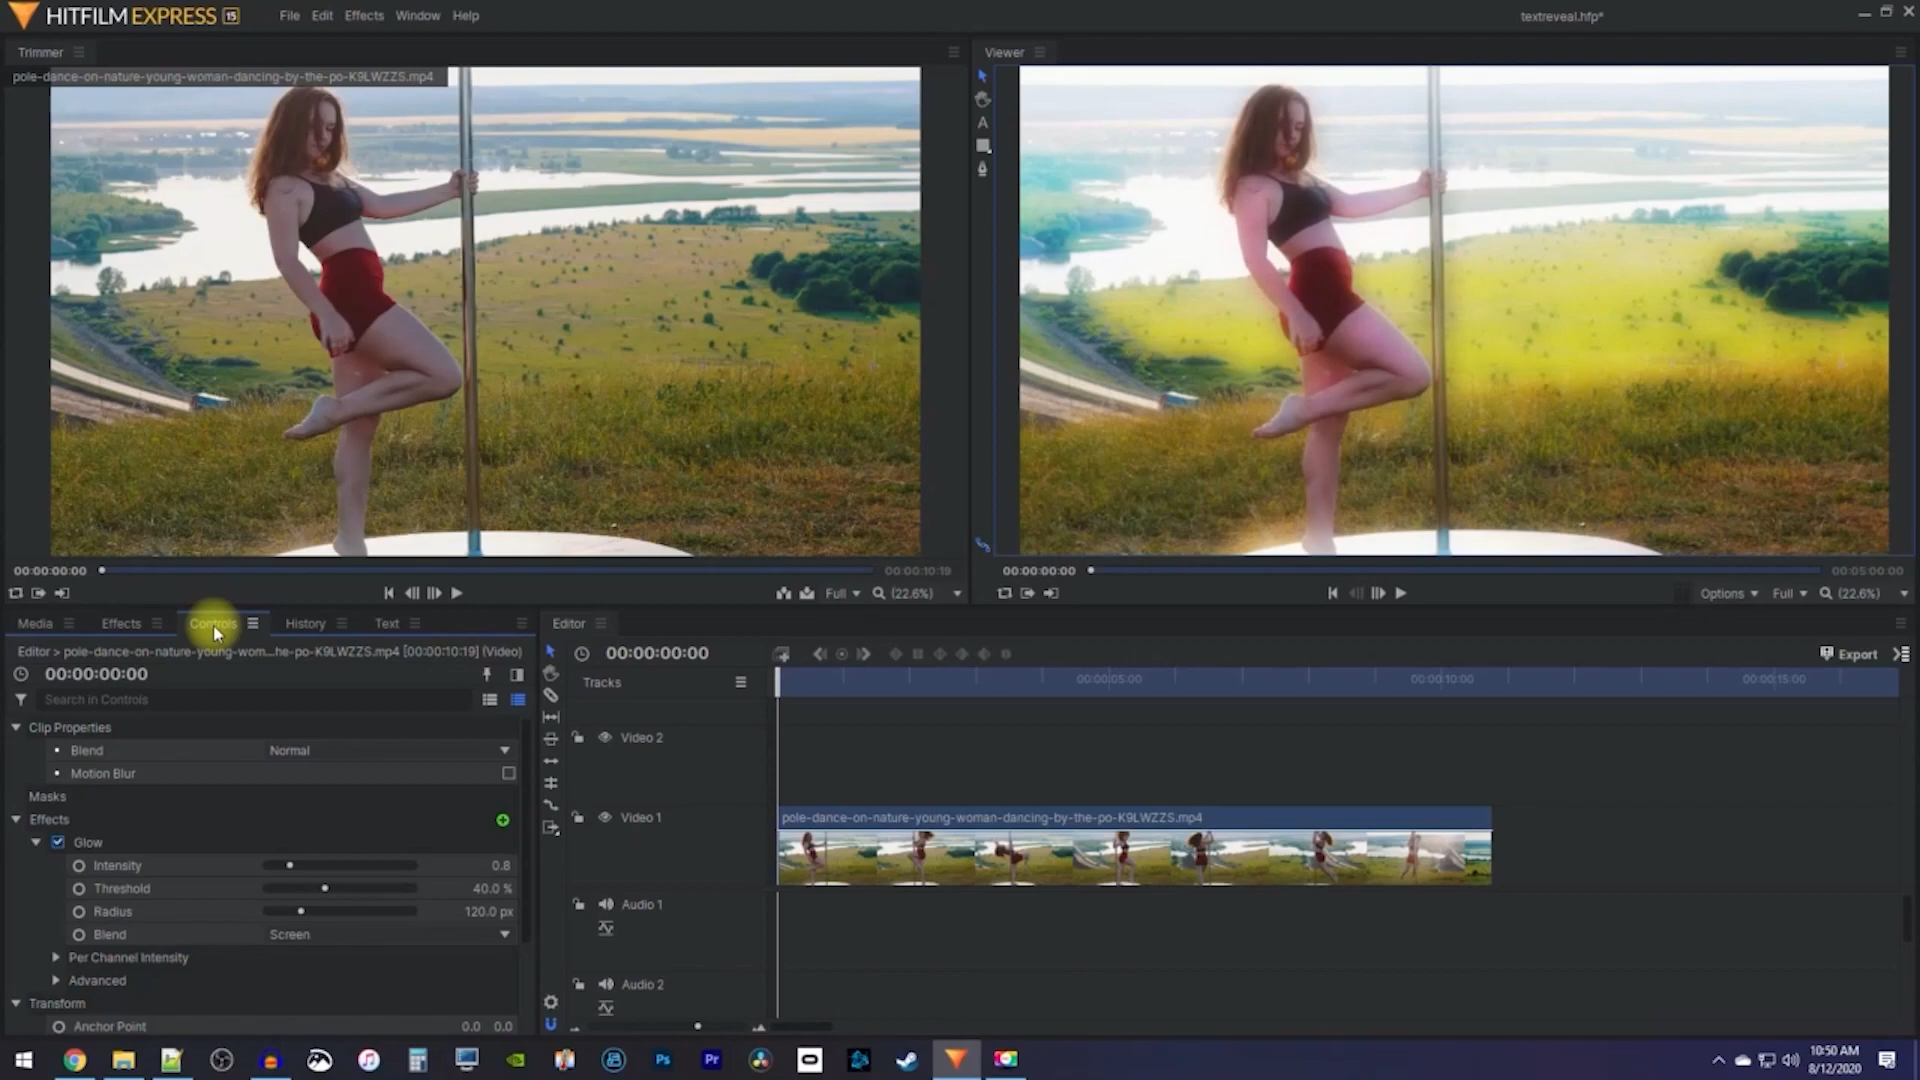 HITFILM EXPRESS 15
File Edit Effects Window Help
textreveal.hfp*
Trimmer
Viewer
pole-dance-on-nature-young-woman-dancing-by-the-po-K9LWZZS.mp4
A
00:00:00:00
00:00:10:19
00:00:00:00
00:05:00:00
Full
(22.6%)
Options
Full
(22.6%)
Media
Effects
Controls
History
Text
Editor
Editor > pole-dance-on-nature-young-wom...he-po-K9LWZZS.mp4 [00:00:10:19] (Video)
00:00:00:00
00:00:00:00
Export
Search in Controls
Tracks
00:00:05:00
00:00:10:00
00:00:15:00
Clip Properties
Blend Normal
Motion Blur
Masks
Effects
Glow
Intensity 0.8
Threshold 40.0 %
Radius 120.0 px
Blend Screen
Per Channel Intensity
Advanced
Transform
Anchor Point 0.0 0.0
Video 2
Video 1
pole-dance-on-nature-young-woman-dancing-by-the-po-K9LWZZS.mp4
Audio 1
Audio 2
Ps
Pr
10:50 AM
8/12/2020